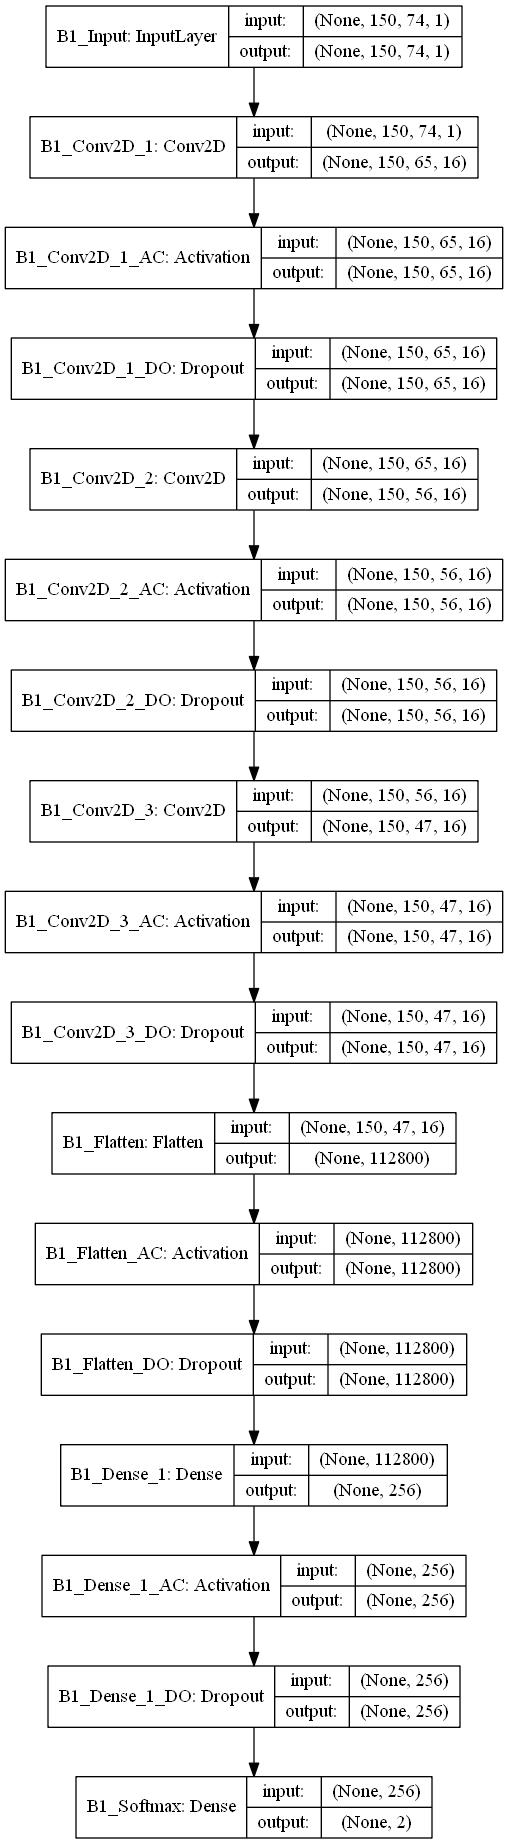 B1_Input: InputLayer
input: (None, 150, 74, 1)
output: (None, 150, 74, 1)
B1_Conv2D_1: Conv2D
input: (None, 150, 74, 1)
output: (None, 150, 65, 16)
B1_Conv2D_1_AC: Activation
input: (None, 150, 65, 16)
output: (None, 150, 65, 16)
B1_Conv2D_1_DO: Dropout
input: (None, 150, 65, 16)
output: (None, 150, 65, 16)
B1_Conv2D_2: Conv2D
input: (None, 150, 65, 16)
output: (None, 150, 56, 16)
B1_Conv2D_2_AC: Activation
input: (None, 150, 56, 16)
output: (None, 150, 56, 16)
B1_Conv2D_2_DO: Dropout
input: (None, 150, 56, 16)
output: (None, 150, 56, 16)
B1_Conv2D_3: Conv2D
input: (None, 150, 56, 16)
output: (None, 150, 47, 16)
B1_Conv2D_3_AC: Activation
input: (None, 150, 47, 16)
output: (None, 150, 47, 16)
B1_Conv2D_3_DO: Dropout
input: (None, 150, 47, 16)
output: (None, 150, 47, 16)
B1_Flatten: Flatten
input: (None, 150, 47, 16)
output: (None, 112800)
B1_Flatten_AC: Activation
input: (None, 112800)
output: (None, 112800)
B1_Flatten_DO: Dropout
input: (None, 112800)
output: (None, 112800)
B1_Dense_1: Dense
input: (None, 112800)
output: (None, 256)
B1_Dense_1_AC: Activation
input: (None, 256)
output: (None, 256)
B1_Dense_1_DO: Dropout
input: (None, 256)
output: (None, 256)
B1_Softmax: Dense
input: (None, 256)
output: (None, 2)